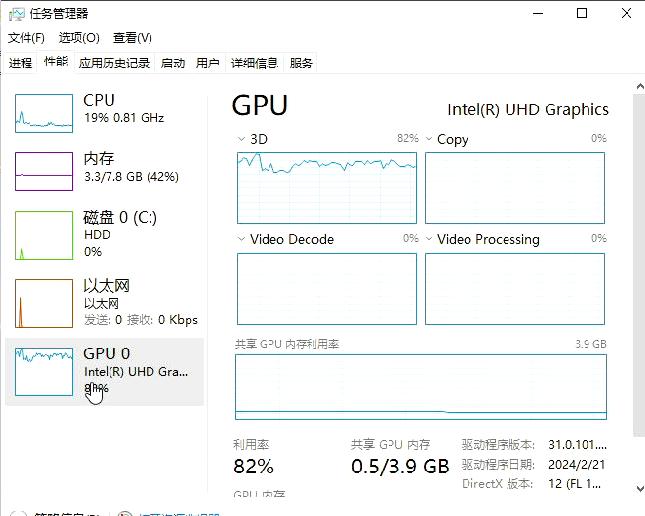 任务管理器
文件(F) 选项(O) 查看(V)
进程 性能 应用历史记录 启动 用户 详细信息 服务
CPU
19% 0.81 GHz
内存
3.3/7.8 GB (42%)
磁盘 0 (C:)
HDD
0%
以太网
以太网
发送: 0 接收: 0 Kbps
GPU 0
Intel(R) UHD Gra...
GPU Intel(R) UHD Graphics
3D 82% Copy 0%
Video Decode 0% Video Processing 0%
共享 GPU 内存利用率 3.9 GB
利用率 共享 GPU 内存 驱动程序版本: 31.0.101....
82% 0.5/3.9 GB 驱动程序日期: 2024/2/21
DirectX 版本: 12 (FL 1...
GPU 内存